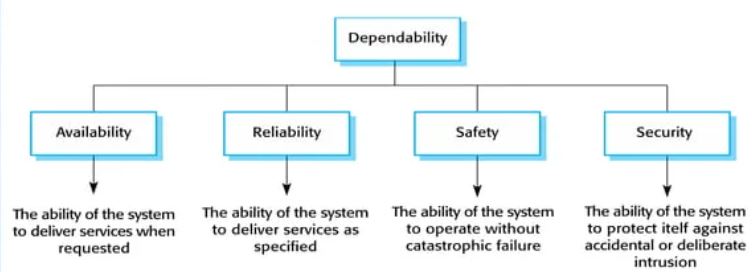 Dependability
Availability
Reliability
Safety
Security
The ability of the system
to deliver services when
requested
The ability of the system
to deliver services as
specified
The ability of the system
to operate without
catastrophic failure
The ability of the system
to protect itelf against
accidental or deliberate
intrusion